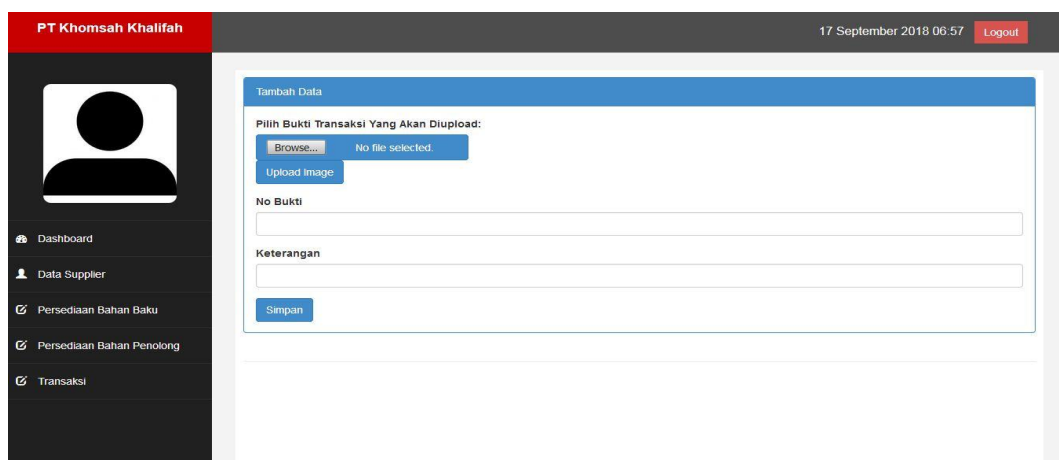 PT Khomsah Khalifah
17 September 2018 06:57 Logout
Tambah Data
Pilih Bukti Transaksi Yang Akan Diupload:
Browse... No file selected.
Upload Image
No Bukti
Keterangan
Simpan
Dashboard
Data Supplier
Persediaan Bahan Baku
Persediaan Bahan Penolong
Transaksi